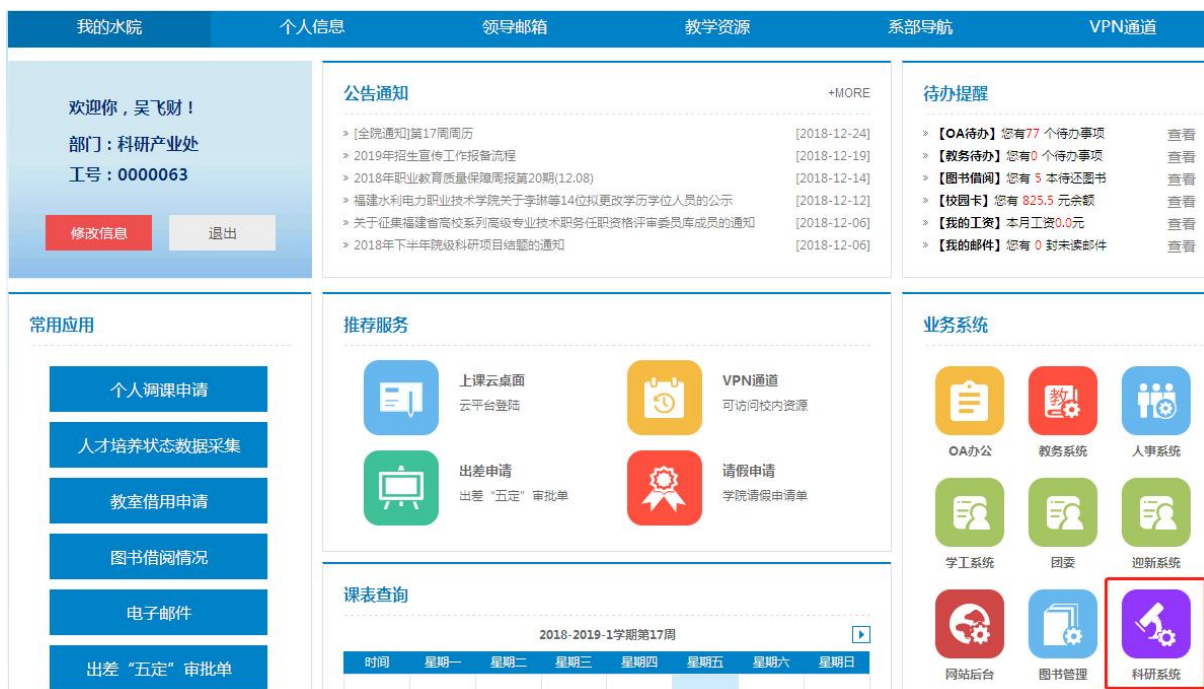 我的水院
个人信息
领导邮箱
教学资源
系部导航
VPN通道
欢迎你，吴飞财！
部门：科研产业处
工号：0000063
修改信息
退出
公告通知
+MORE
» [全院通知]第17周周历 [2018-12-24]
» 2019年招生宣传工作报备流程 [2018-12-19]
» 2018年职业教育质量保障周报第20期(12.08) [2018-12-14]
» 福建水利电力职业技术学院关于李琳等14位拟更改学历学位人员的公示 [2018-12-12]
» 关于征集福建省高校系列高级专业技术职务任职资格评审委员库成员的通知 [2018-12-06]
» 2018年下半年院级科研项目结题的通知 [2018-12-06]
待办提醒
» 【OA待办】您有77 个待办事项 查看
» 【教务待办】您有0 个待办事项 查看
» 【图书借阅】您有 5 本待还图书 查看
» 【校园卡】您有 825.5 元余额 查看
» 【我的工资】本月工资0.0元 查看
» 【我的邮件】您有 0 封未读邮件 查看
常用应用
个人调课申请
人才培养状态数据采集
教室借用申请
图书借阅情况
电子邮件
出差“五定”审批单
推荐服务
上课云桌面
云平台登陆
VPN通道
可访问校内资源
出差申请
出差“五定”审批单
请假申请
学院请假申请单
课表查询
2018-2019-1学期第17周
时间 星期一 星期二 星期三 星期四 星期五 星期六 星期日
业务系统
OA办公
教
教务系统
人事系统
学工系统
团委
迎新系统
网站后台
图书管理
科研系统